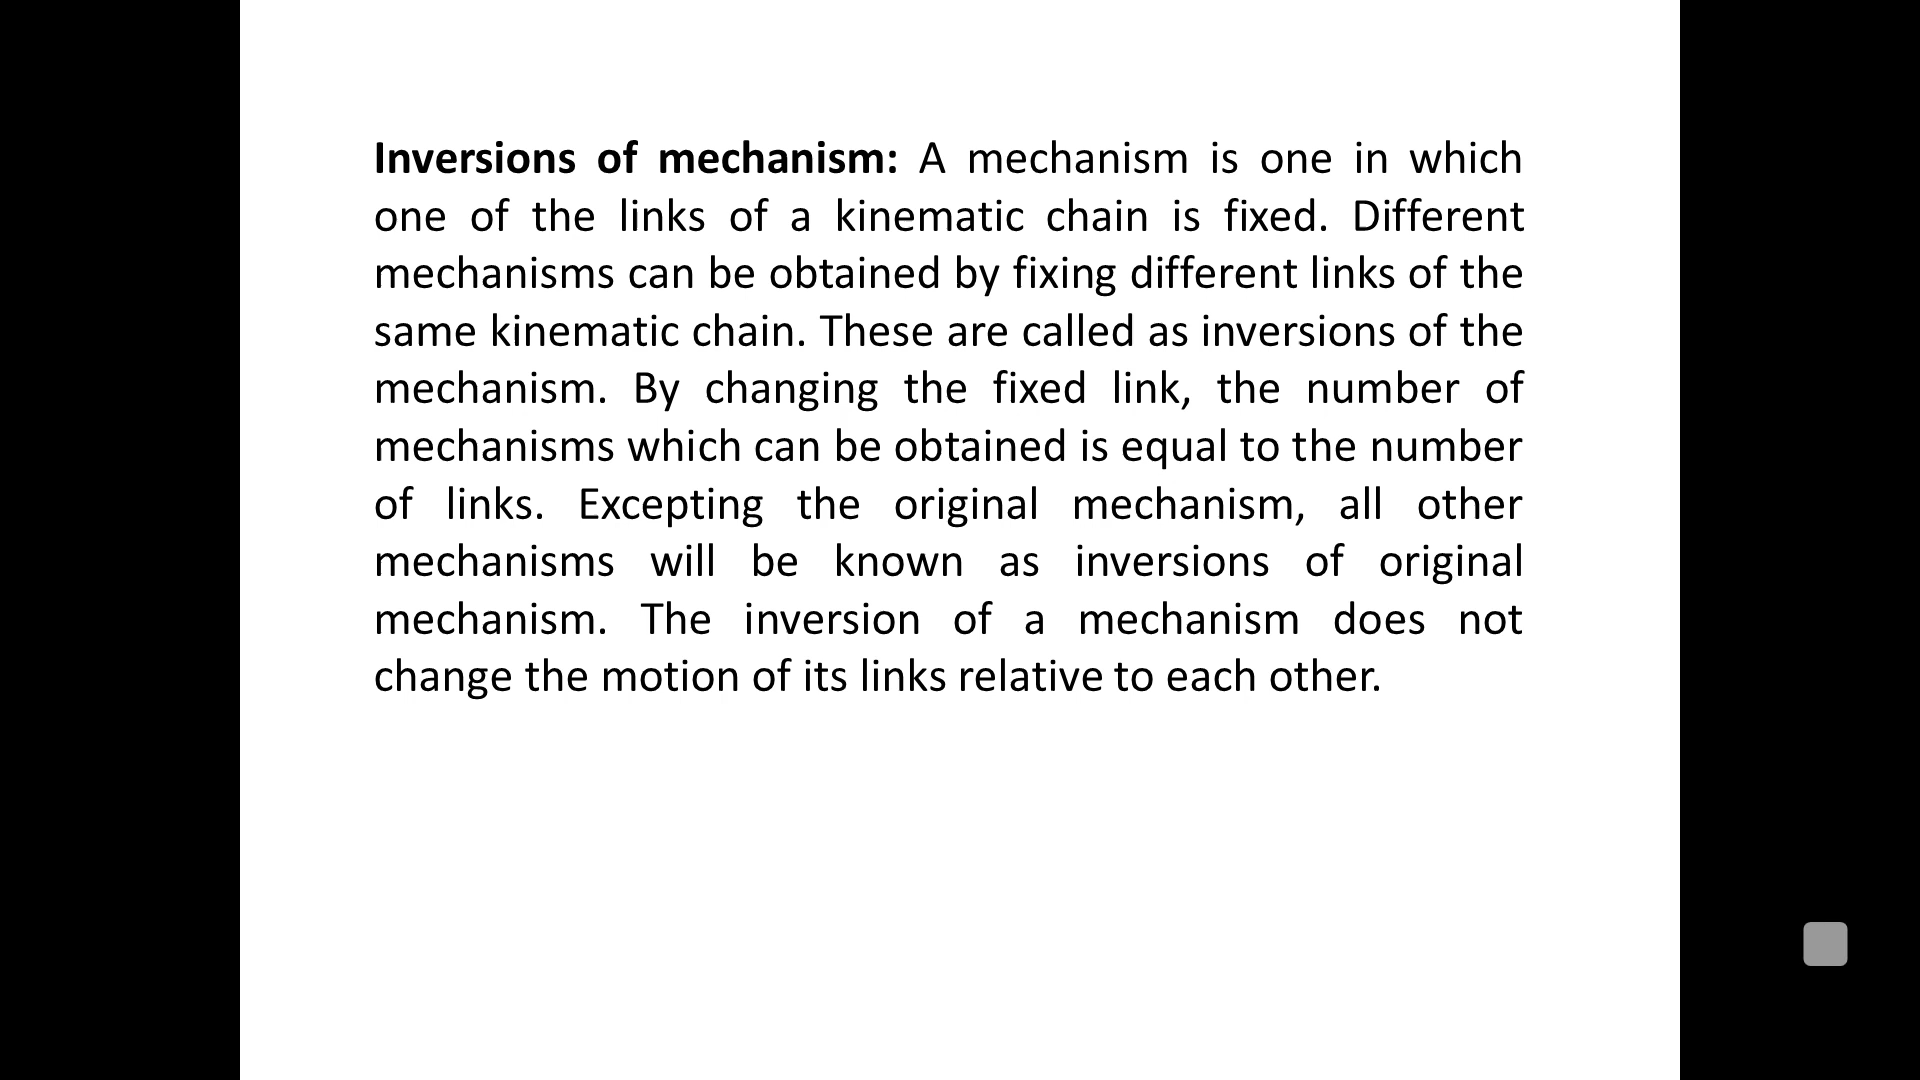 Inversions of mechanism: A mechanism is one in which
one of the links of a kinematic chain is fixed. Different
mechanisms can be obtained by fixing different links of the
same kinematic chain. These are called as inversions of the
mechanism. By changing the fixed link, the number of
mechanisms which can be obtained is equal to the number
of links. Excepting the original mechanism, all other
mechanisms will be known as inversions of original
mechanism. The inversion of a mechanism does not
change the motion of its links relative to each other.